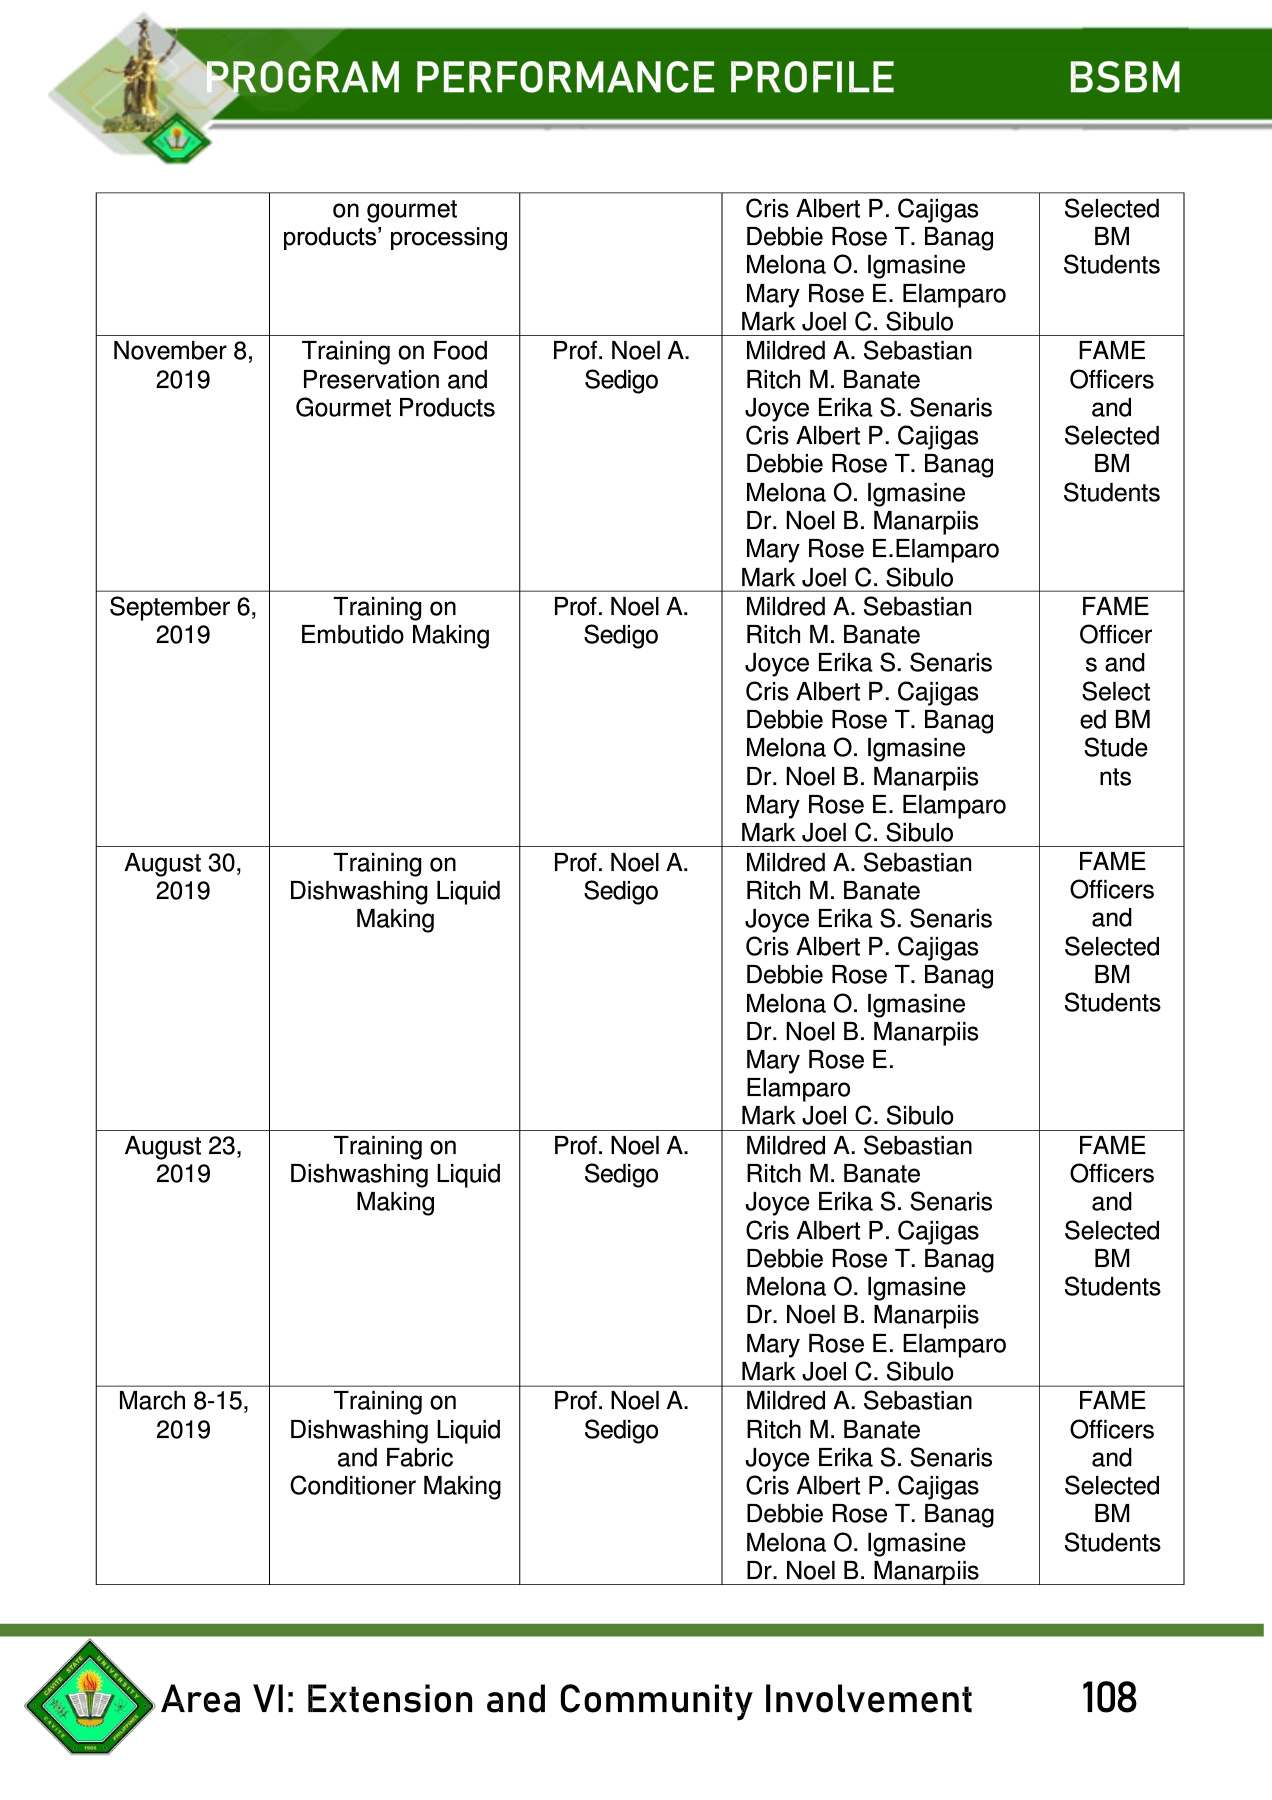 PROGRAM PERFORMANCE PROFILE BSBM
on gourmet
products’ processing
Cris Albert P. Cajigas
Debbie Rose T. Banag
Melona O. Igmasine
Mary Rose E. Elamparo
Mark Joel C. Sibulo
Selected
BM
Students
November 8,
2019
Training on Food
Preservation and
Gourmet Products
Prof. Noel A.
Sedigo
Mildred A. Sebastian
Ritch M. Banate
Joyce Erika S. Senaris
Cris Albert P. Cajigas
Debbie Rose T. Banag
Melona O. Igmasine
Dr. Noel B. Manarpiis
Mary Rose E.Elamparo
Mark Joel C. Sibulo
FAME
Officers
and
Selected
BM
Students
September 6,
2019
Training on
Embutido Making
Prof. Noel A.
Sedigo
Mildred A. Sebastian
Ritch M. Banate
Joyce Erika S. Senaris
Cris Albert P. Cajigas
Debbie Rose T. Banag
Melona O. Igmasine
Dr. Noel B. Manarpiis
Mary Rose E. Elamparo
Mark Joel C. Sibulo
FAME
Officer
s and
Select
ed BM
Stude
nts
August 30,
2019
Training on
Dishwashing Liquid
Making
Prof. Noel A.
Sedigo
Mildred A. Sebastian
Ritch M. Banate
Joyce Erika S. Senaris
Cris Albert P. Cajigas
Debbie Rose T. Banag
Melona O. Igmasine
Dr. Noel B. Manarpiis
Mary Rose E.
Elamparo
Mark Joel C. Sibulo
FAME
Officers
and
Selected
BM
Students
August 23,
2019
Training on
Dishwashing Liquid
Making
Prof. Noel A.
Sedigo
Mildred A. Sebastian
Ritch M. Banate
Joyce Erika S. Senaris
Cris Albert P. Cajigas
Debbie Rose T. Banag
Melona O. Igmasine
Dr. Noel B. Manarpiis
Mary Rose E. Elamparo
Mark Joel C. Sibulo
FAME
Officers
and
Selected
BM
Students
March 8-15,
2019
Training on
Dishwashing Liquid
and Fabric
Conditioner Making
Prof. Noel A.
Sedigo
Mildred A. Sebastian
Ritch M. Banate
Joyce Erika S. Senaris
Cris Albert P. Cajigas
Debbie Rose T. Banag
Melona O. Igmasine
Dr. Noel B. Manarpiis
FAME
Officers
and
Selected
BM
Students
CAVITE STATE UNIVERSITY
CAVITE PHILIPPINES
1906
Area VI: Extension and Community Involvement 108